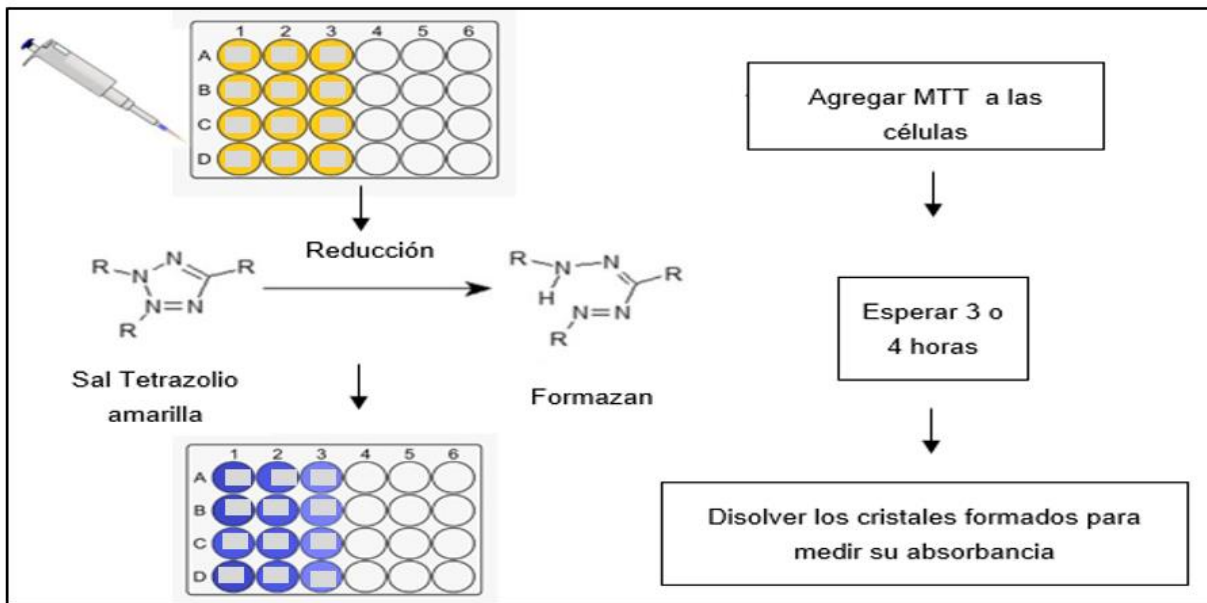 1 2 3 4 5 6
A
B
C
D
Reducción
R N N R
N N=N
R
R N N R
H N=N
R
Sal Tetrazolio
amarilla
Formazan
1 2 3 4 5 6
A
B
C
D
Agregar MTT a las
células
Esperar 3 o
4 horas
Disolver los cristales formados para
medir su absorbancia